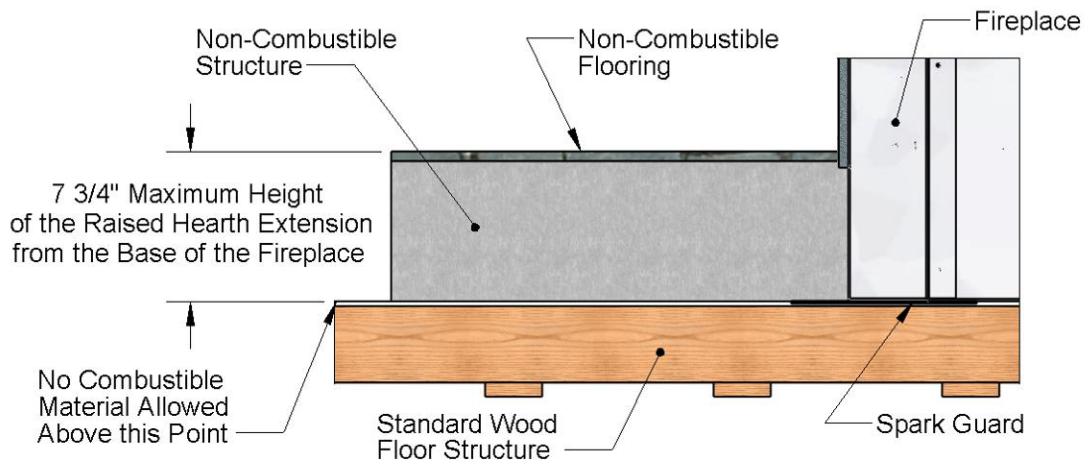 Non-Combustible
Structure
Non-Combustible
Flooring
Fireplace
7 3/4" Maximum Height
of the Raised Hearth Extension
from the Base of the Fireplace
No Combustible
Material Allowed
Above this Point
Standard Wood
Floor Structure
Spark Guard